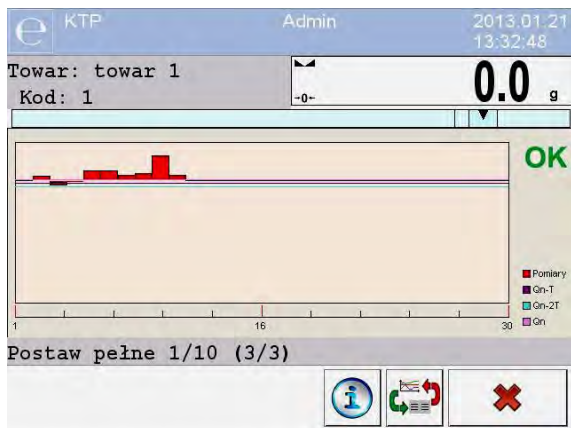 e KTP Admin 2013.01.21
13:32:48
Towar: towar 1
Kod: 1
→0← 0.0 g
OK
Pomiary
Qn-T
Qn-2T
Qn
1 16 30
Postaw pełne 1/10 (3/3)
i